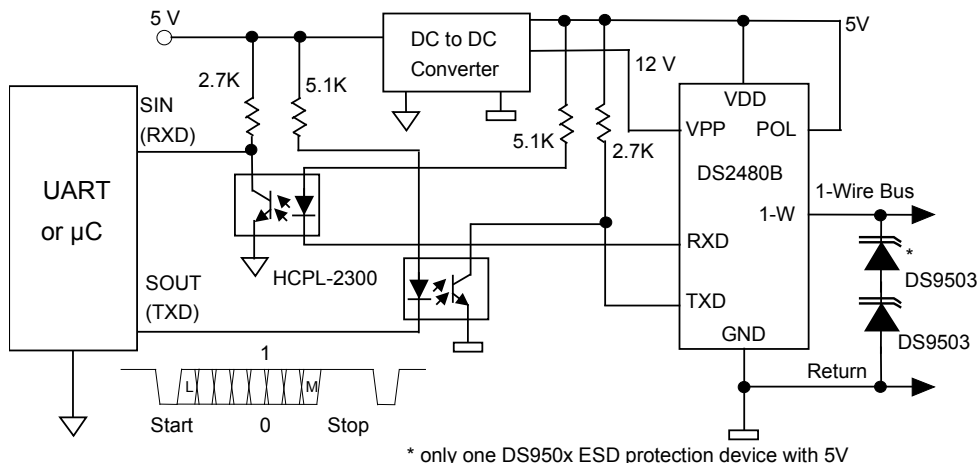 5 V
DC to DC
Converter
5V
12 V
2.7K
5.1K
SIN
(RXD)
5.1K
2.7K
VDD
VPP
POL
DS2480B
1-W
1-Wire Bus
UART
or µC
RXD
*
DS9503
HCPL-2300
SOUT
(TXD)
TXD
GND
DS9503
Return
1
L
M
Start
0
Stop
* only one DS950x ESD protection device with 5V